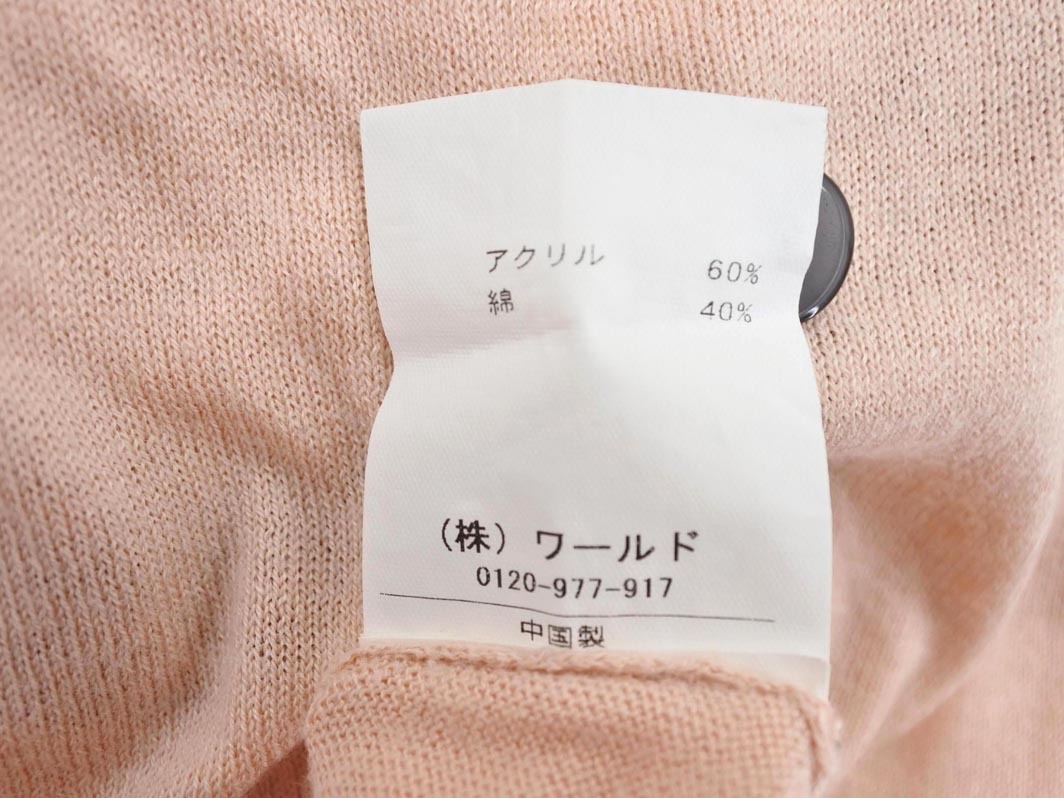 アクリル 60%
綿 40%
(株) ワールド
0120-977-917
中国製